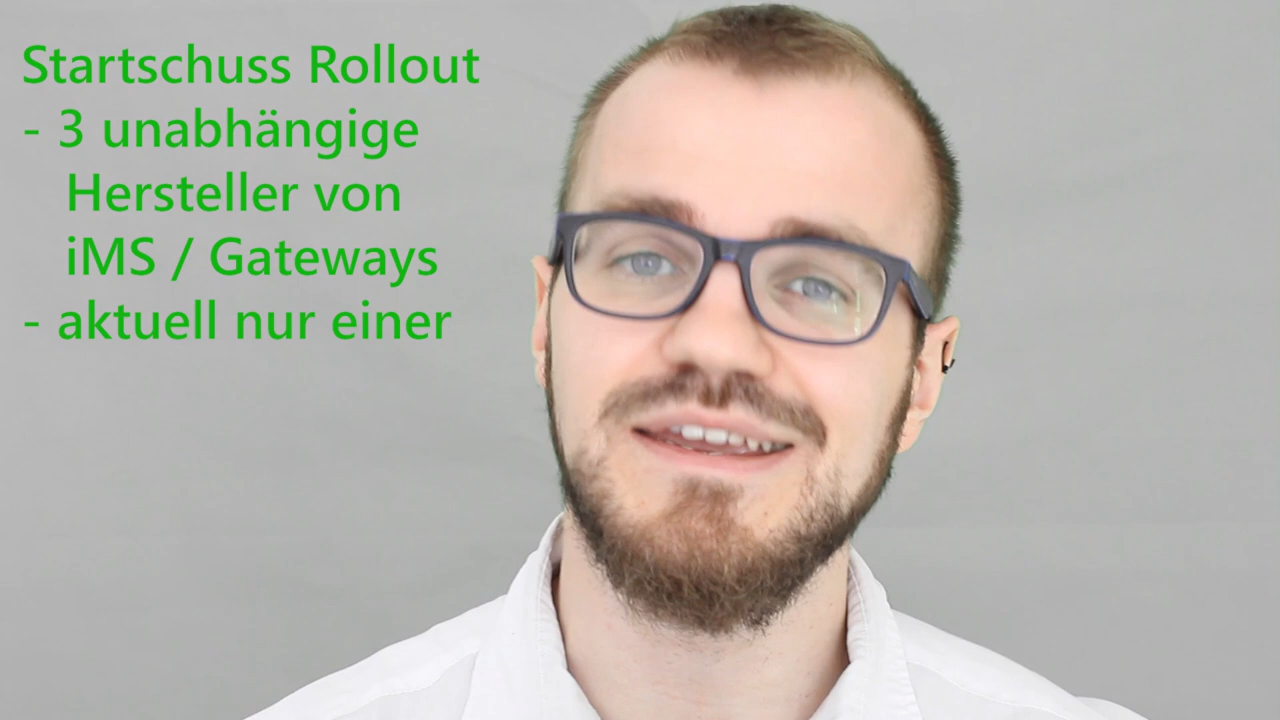 Startschuss Rollout
- 3 unabhängige
Hersteller von
iMS / Gateways
- aktuell nur einer